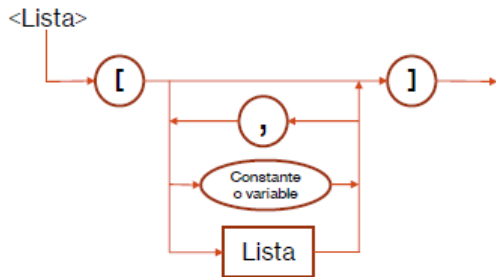 <Lista>
[
]
,
Constante
o variable
Lista